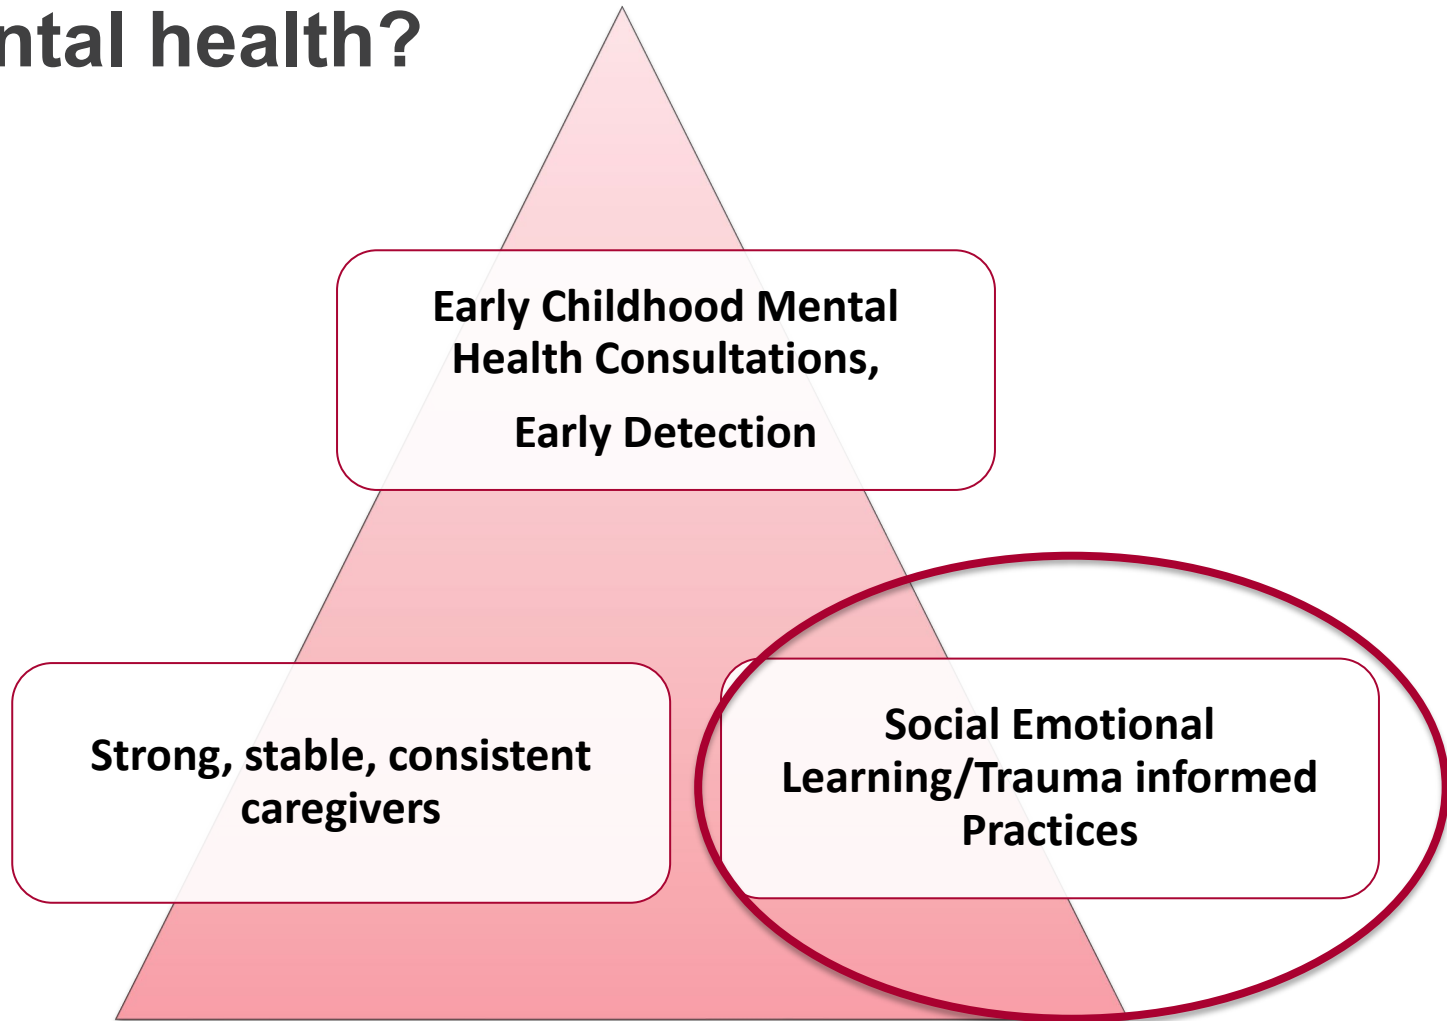 ntal health?
Early Childhood Mental
Health Consultations,
Early Detection
Strong, stable, consistent
caregivers
Social Emotional
Learning/Trauma informed
Practices